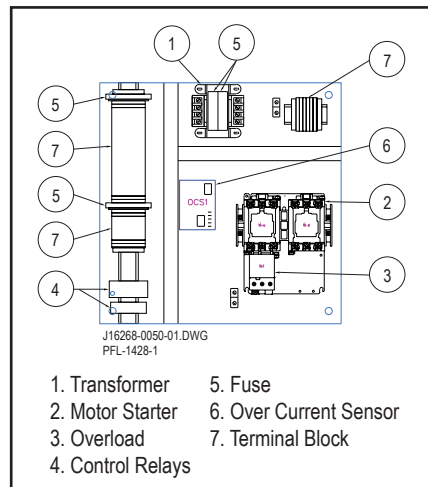 1
5
7
5
7
5
7
4
6
2
3
OCS1
J16268-0050-01.DWG
PFL-1428-1
1. Transformer
2. Motor Starter
3. Overload
4. Control Relays
5. Fuse
6. Over Current Sensor
7. Terminal Block